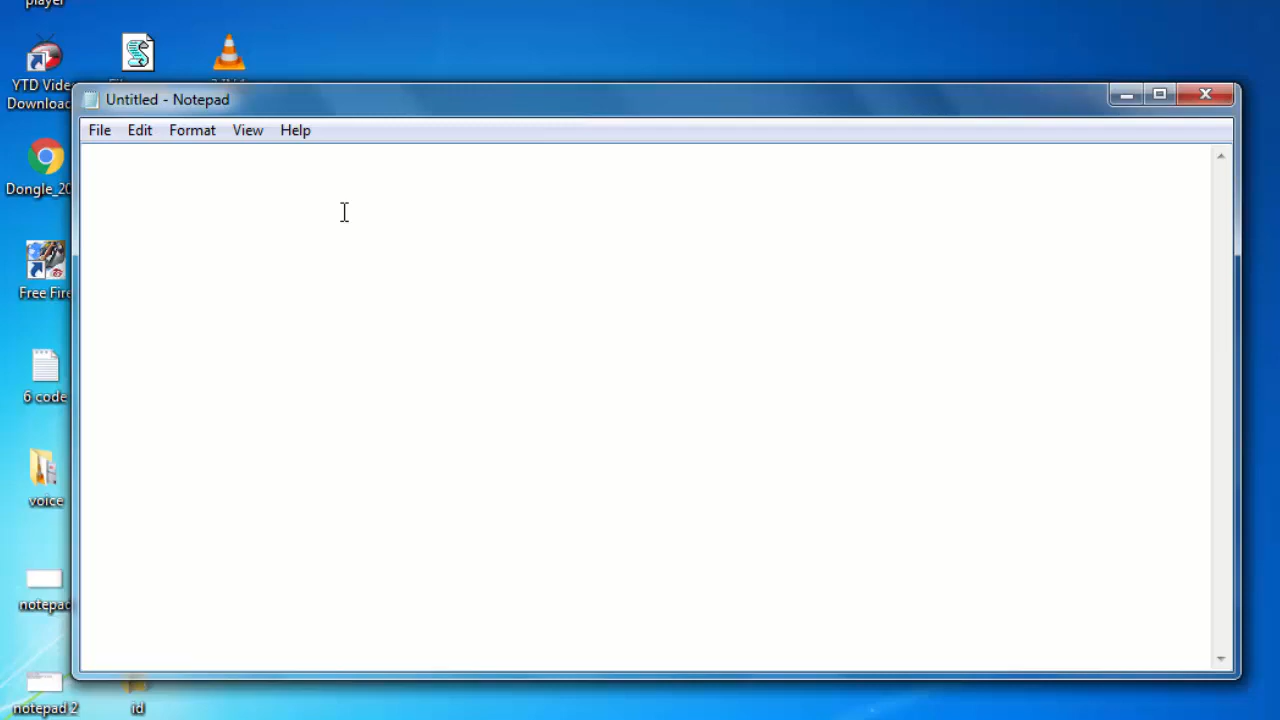 player
YTD Vide
Downloac
Untitled - Notepad
File Edit Format View Help
Dongle_20
Free Fire
6 code
voice
notepad
notepad 2
id